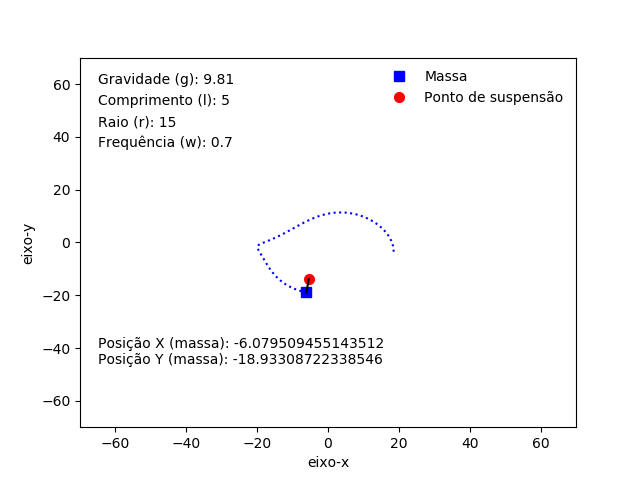 Gravidade (g): 9.81
Comprimento (l): 5
Raio (r): 15
Frequência (w): 0.7
Massa
Ponto de suspensão
60
40
20
0
−20
−40
−60
eixo-y
Posição X (massa): -6.079509455143512
Posição Y (massa): -18.93308722338546
−60
−40
−20
0
20
40
60
eixo-x